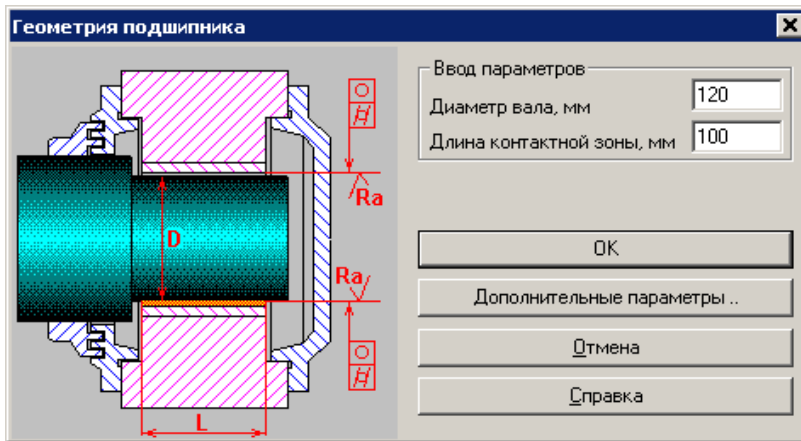 Геометрия подшипника
Ra
D
Ra
L
Ввод параметров
Диаметр вала, мм
120
Длина контактной зоны, мм
100
OK
Дополнительные параметры ..
Отмена
Справка